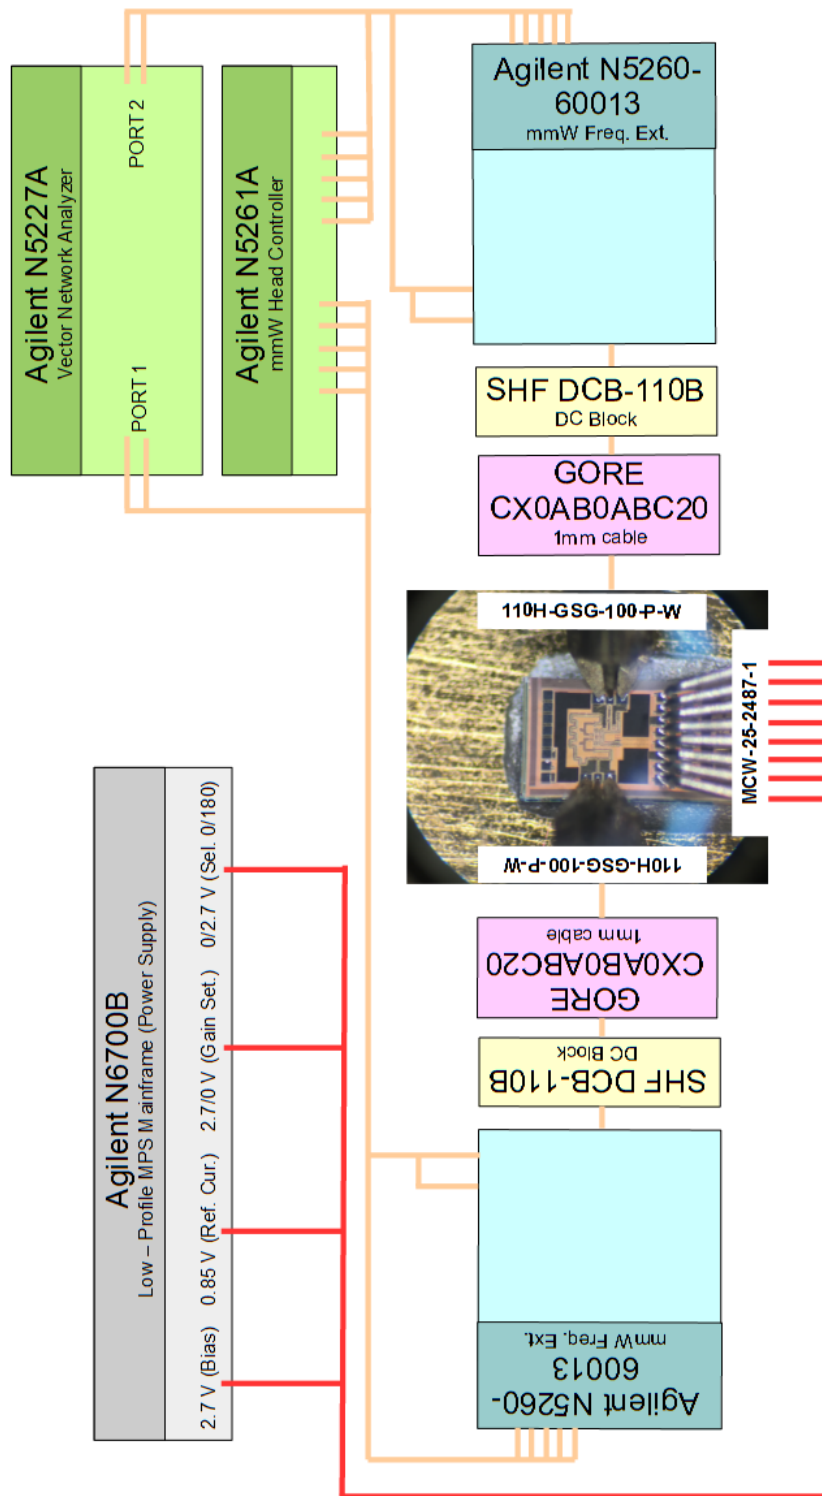 Agilent N5227A
Vector Network Analyzer
PORT 1
PORT 2
Agilent N5261A
mmW Head Controller
Agilent N5260-
60013
mmW Freq. Ext.
SHF DCB-110B
DC Block
GORE
CX0AB0ABC20
1mm cable
110H-GSG-100-P-W
MCW-25-2487-1
110H-GSG-100-P-W
GORE
CX0AB0ABC20
1mm cable
SHF DCB-110B
DC Block
Agilent N5260-
60013
mmW Freq. Ext.
Agilent N6700B
Low – Profile MPS Mainframe (Power Supply)
2.7 V (Bias) 0.85 V (Ref. Cur.) 2.7/0 V (Gain Set.) 0/2.7 V (Sel. 0/180)